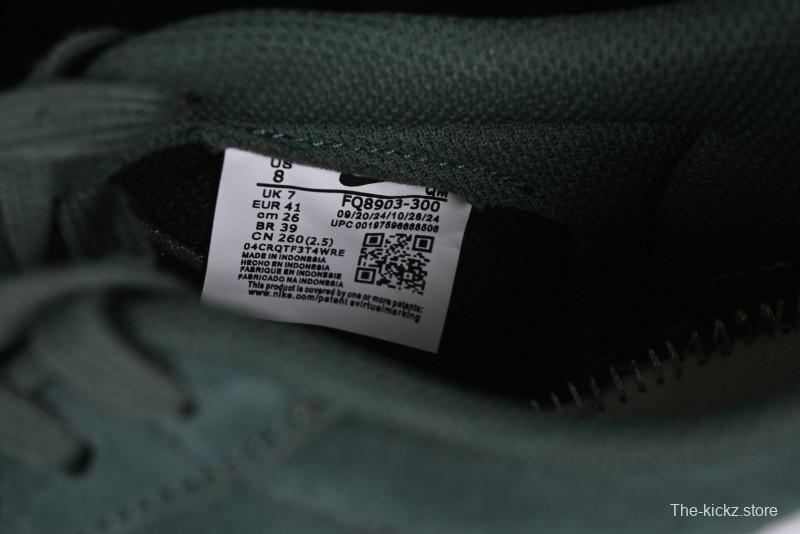 US
8
QM
UK 7
EUR 41
cm 26
BR 39
CN 260(2.5)
04CRQTF3T4WRE
MADE IN INDONESIA
HECHO EN INDONESIA
FABRIQUE EN INDONESIE
FABRICADO NA INDONESIA
FQ8903-300
09/20/24/10/28/24
UPC 00197596668506
This product is covered by one or more patents:
www.nike.com/patentsvirtualmarking
The-kickz.store